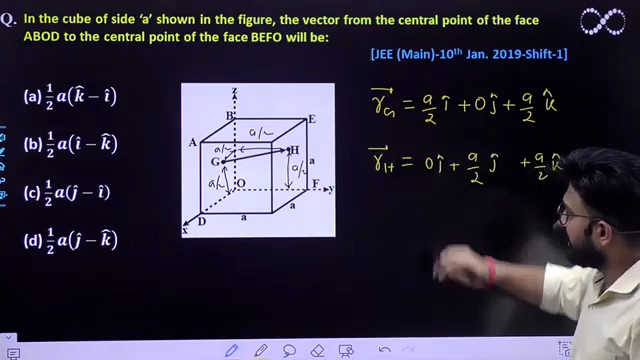 Q. In the cube of side 'a' shown in the figure, the vector from the central point of the face
ABOD to the central point of the face BEFO will be:
[JEE (Main)-10th Jan. 2019-Shift-1]
(a) 1/2 a(k̂ − î)
(b) 1/2 a(î − k̂)
(c) 1/2 a(ĵ − î)
(d) 1/2 a(ĵ − k̂)
z
B
E
a/2
A
a/2
H
G
a
a/2
a/2
O
F
y
a
x
D
a
r⃗G = a/2 î + 0ĵ + a/2 k̂
r⃗H = 0î + a/2 ĵ + a/2 k̂